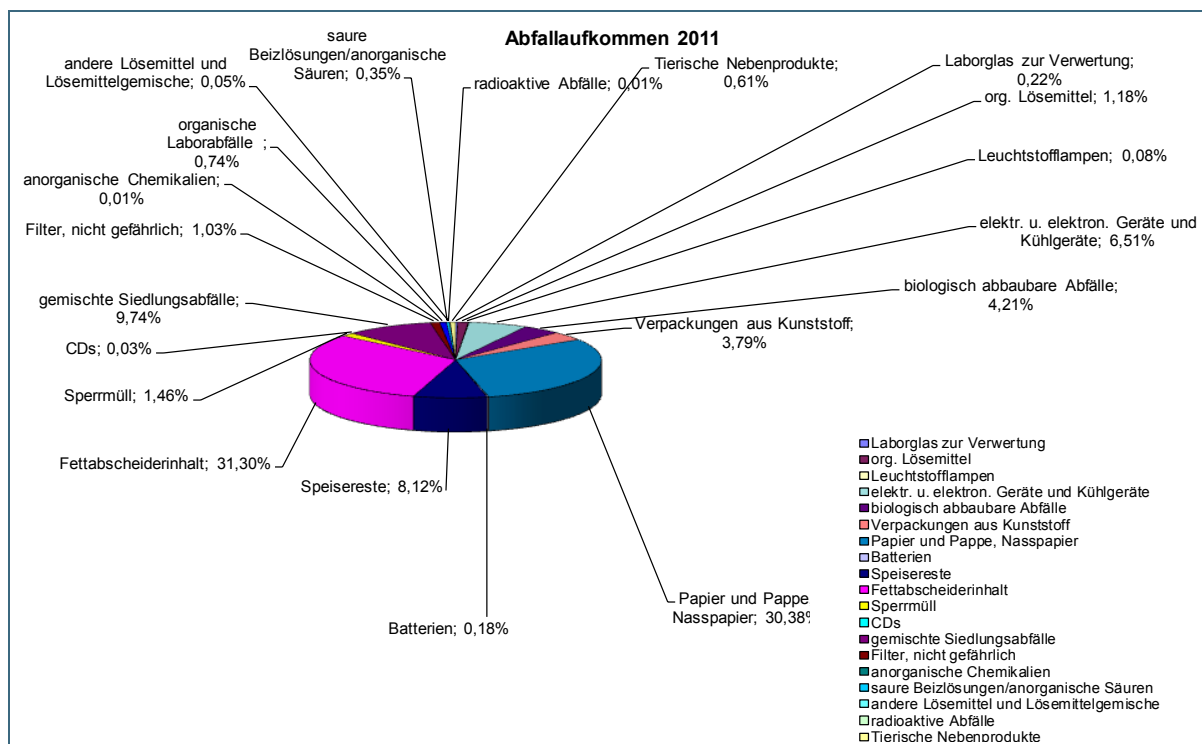 Abfallaufkommen 2011
saure
Beizlösungen/anorganische
Säuren; 0,35%
andere Lösemittel und
Lösemittelgemische; 0,05%
radioaktive Abfälle; 0,01%
Tierische Nebenprodukte;
0,61%
Laborglas zur Verwertung;
0,22%
org. Lösemittel; 1,18%
organische
Laborabfälle ;
0,74%
Leuchtstofflampen; 0,08%
anorganische Chemikalien;
0,01%
Filter, nicht gefährlich; 1,03%
elektr. u. elektron. Geräte und
Kühlgeräte; 6,51%
biologisch abbaubare Abfälle;
4,21%
gemischte Siedlungsabfälle;
9,74%
Verpackungen aus Kunststoff;
3,79%
CDs; 0,03%
Sperrmüll; 1,46%
Fettabscheiderinhalt; 31,30%
Speisereste; 8,12%
Batterien; 0,18%
Papier und Pappe
Nasspapier; 30,38%
Laborglas zur Verwertung
org. Lösemittel
Leuchtstofflampen
elektr. u. elektron. Geräte und Kühlgeräte
biologisch abbaubare Abfälle
Verpackungen aus Kunststoff
Papier und Pappe, Nasspapier
Batterien
Speisereste
Fettabscheiderinhalt
Sperrmüll
CDs
gemischte Siedlungsabfälle
Filter, nicht gefährlich
anorganische Chemikalien
saure Beizlösungen/anorganische Säuren
andere Lösemittel und Lösemittelgemische
radioaktive Abfälle
Tierische Nebenprodukte